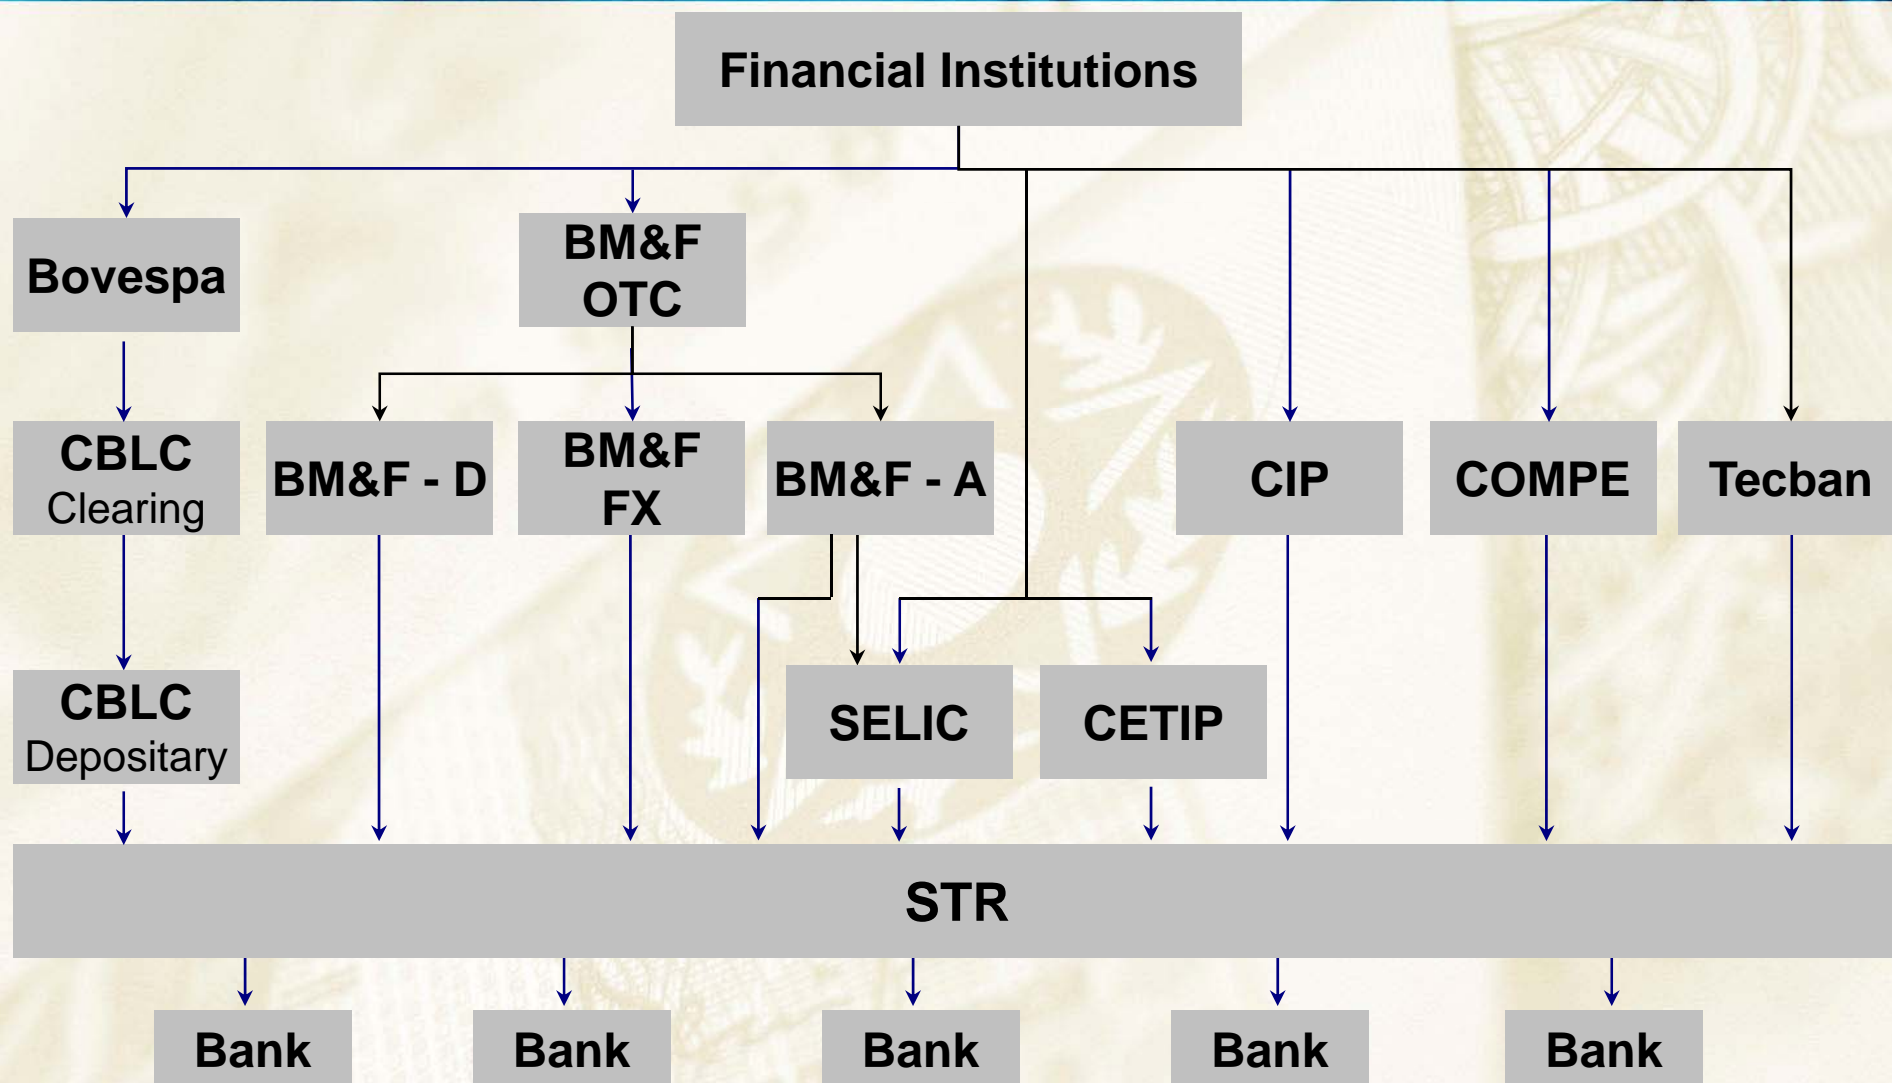 Financial Institutions
Bovespa
BM&F
OTC
CBLC
Clearing
BM&F - D
BM&F
FX
BM&F - A
CIP
COMPE
Tecban
CBLC
Depositary
SELIC
CETIP
STR
Bank
Bank
Bank
Bank
Bank